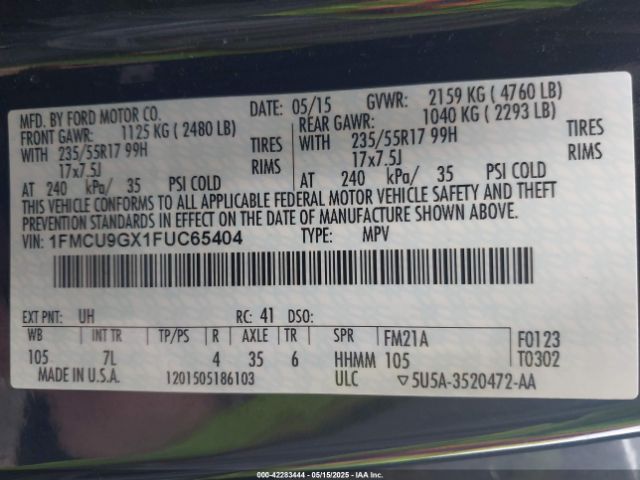 MFD. BY FORD MOTOR CO. DATE: 05/15 GVWR: 2159 KG ( 4760 LB)
FRONT GAWR: 1125 KG ( 2480 LB) REAR GAWR: 1040 KG ( 2293 LB)
WITH 235/55R17 99H TIRES WITH 235/55R17 99H TIRES
17x7.5J RIMS 17x7.5J RIMS
AT 240 kPa/ 35 PSI COLD AT 240 kPa/ 35 PSI COLD
THIS VEHICLE CONFORMS TO ALL APPLICABLE FEDERAL MOTOR VEHICLE SAFETY AND THEFT
PREVENTION STANDARDS IN EFFECT ON THE DATE OF MANUFACTURE SHOWN ABOVE.
VIN: 1FMCU9GX1FUC65404 TYPE: MPV
EXT PNT: UH RC: 41 DSO:
WB INT TR TP/PS R AXLE TR SPR FM21A F0123
105 7L 4 35 6 HHMM 105 T0302
MADE IN U.S.A. 1201505186103 ULC ▽5U5A-3520472-AA
000-42283444 - 05/15/2025 - IAA Inc.